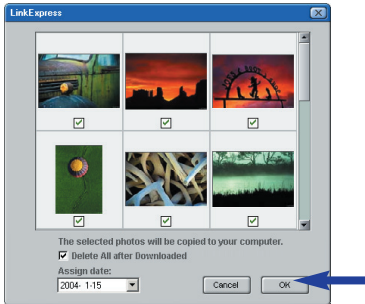 LinkExpress
The selected photos will be copied to your computer.
Delete All after Downloaded
Assign date:
2004- 1-15
Cancel
OK